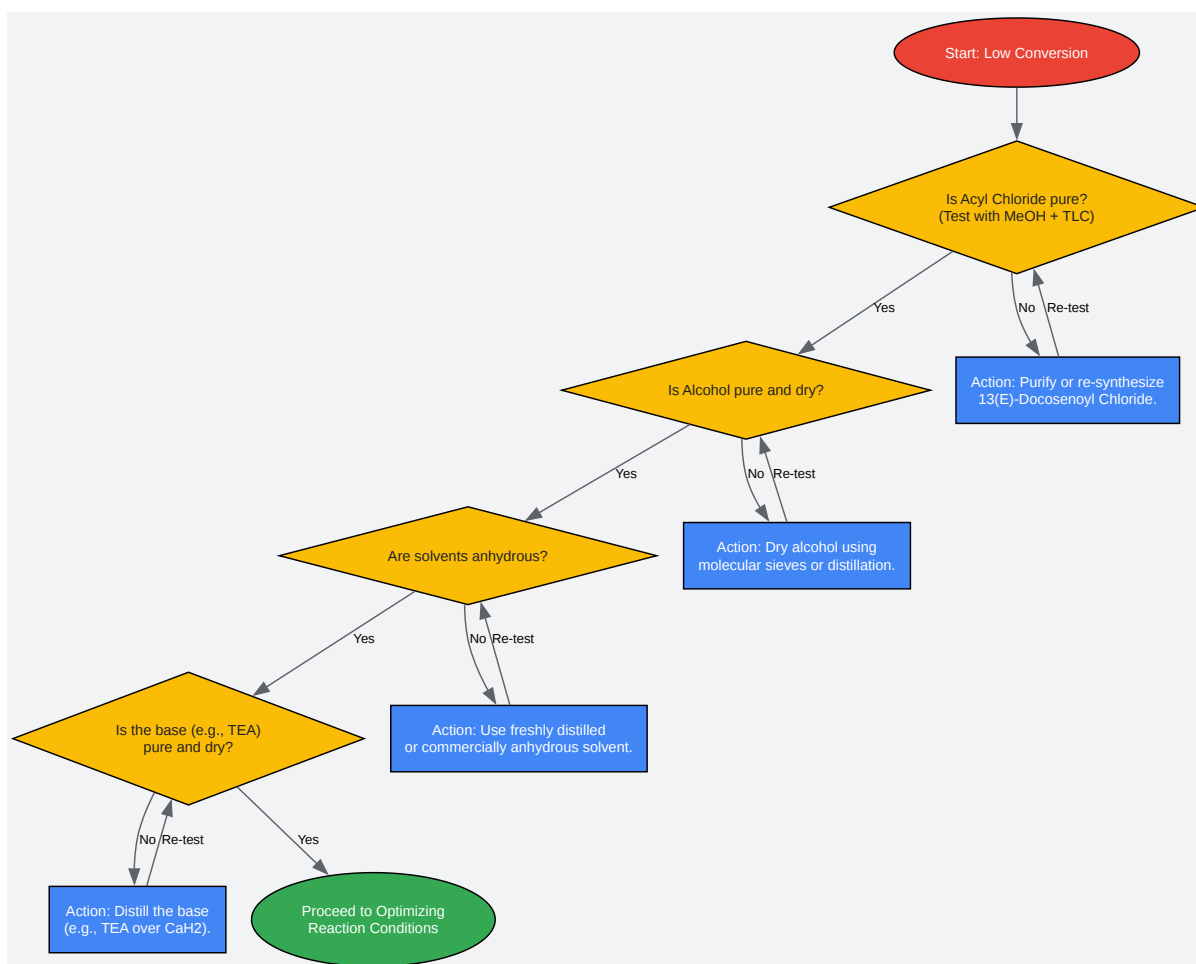 Start: Low Conversion
Is Acyl Chloride pure?
(Test with MeOH + TLC)
Yes
No
Re-test
Action: Purify or re-synthesize
13(E)-Docosenoyl Chloride.
Is Alcohol pure and dry?
Yes
No
Re-test
Action: Dry alcohol using
molecular sieves or distillation.
Are solvents anhydrous?
Yes
No
Re-test
Action: Use freshly distilled
or commercially anhydrous solvent.
Is the base (e.g., TEA)
pure and dry?
No
Re-test
Yes
Action: Distill the base
(e.g., TEA over CaH2).
Proceed to Optimizing
Reaction Conditions